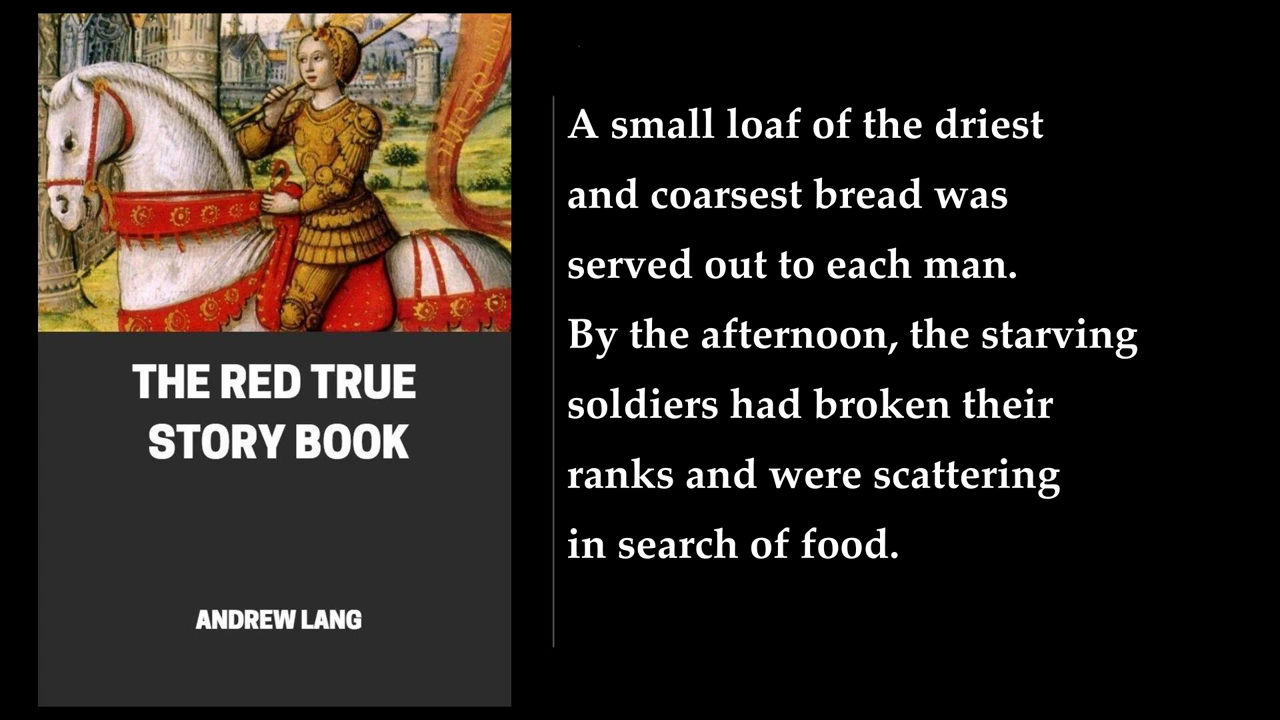 THE RED TRUE
STORY BOOK
ANDREW LANG
A small loaf of the driest
and coarsest bread was
served out to each man.
By the afternoon, the starving
soldiers had broken their
ranks and were scattering
in search of food.